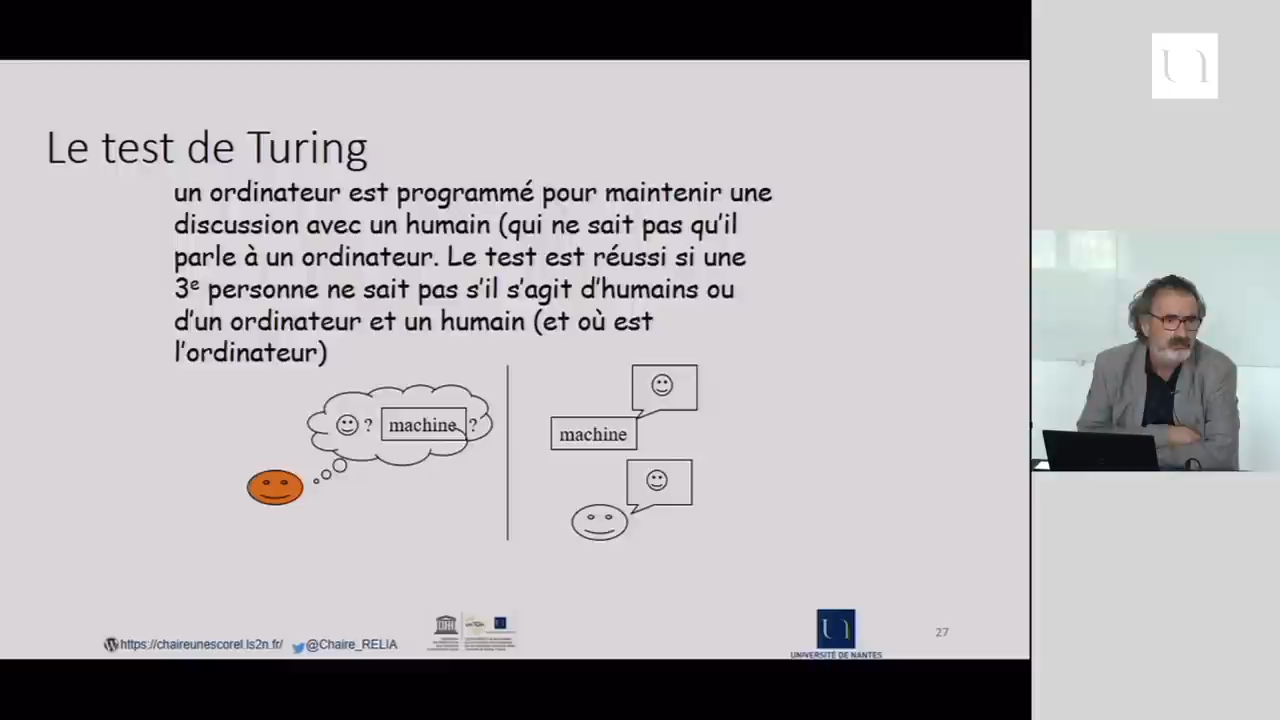 Le test de Turing
un ordinateur est programmé pour maintenir une
discussion avec un humain (qui ne sait pas qu'il
parle à un ordinateur. Le test est réussi si une
3e personne ne sait pas s'il s'agit d'humains ou
d'un ordinateur et un humain (et où est
l'ordinateur)
? machine ?
machine
https://chaireunescorel.ls2n.fr/ @Chaire_RELIA
UNIVERSITÉ DE NANTES
27